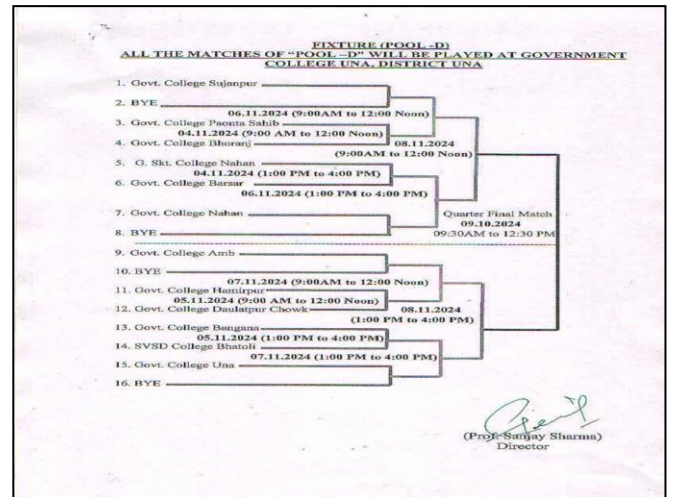 FIXTURE (POOL -D)
ALL THE MATCHES OF “POOL –D” WILL BE PLAYED AT GOVERNMENT
COLLEGE UNA, DISTRICT UNA
1. Govt. College Sujanpur
2. BYE
06.11.2024 (9:00AM to 12:00 Noon)
3. Govt. College Paonta Sahib
04.11.2024 (9:00 AM to 12:00 Noon)
4. Govt. College Bhoranj
08.11.2024
(9:00AM to 12:00 Noon)
5. G. Skt. College Nahan
04.11.2024 (1:00 PM to 4:00 PM)
6. Govt. College Barsar
06.11.2024 (1:00 PM to 4:00 PM)
7. Govt. College Nahan
Quarter Final Match
09.10.2024
8. BYE
09:30AM to 12:30 PM
9. Govt. College Amb
10. BYE
07.11.2024 (9:00AM to 12:00 Noon)
11. Govt. College Hamirpur
05.11.2024 (9:00 AM to 12:00 Noon)
12. Govt. College Daulatpur Chowk
08.11.2024
(1:00 PM to 4:00 PM)
13. Govt. College Bangana
05.11.2024 (1:00 PM to 4:00 PM)
14. SVSD College Bhatoli
07.11.2024 (1:00 PM to 4:00 PM)
15. Govt. College Una
16. BYE
(Prof. Sanjay Sharma)
Director